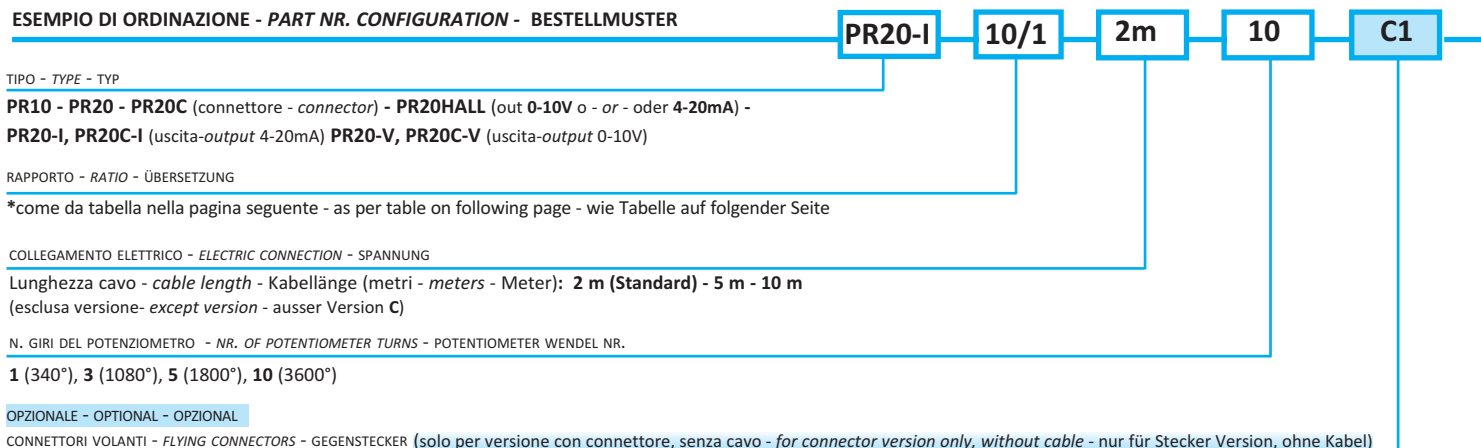 ESEMPIO DI ORDINAZIONE - PART NR. CONFIGURATION - BESTELLMUSTER
PR20-I 10/1 2m 10 C1
TIPO - TYPE - TYP
PR10 - PR20 - PR20C (connettore - connector) - PR20HALL (out 0-10V o - or - oder 4-20mA) -
PR20-I, PR20C-I (uscita-output 4-20mA) PR20-V, PR20C-V (uscita-output 0-10V)
RAPPORTO - RATIO - ÜBERSETZUNG
*come da tabella nella pagina seguente - as per table on following page - wie Tabelle auf folgender Seite
COLLEGAMENTO ELETTRICO - ELECTRIC CONNECTION - SPANNUNG
Lunghezza cavo - cable length - Kabellänge (metri - meters - Meter): 2 m (Standard) - 5 m - 10 m
(esclusa versione- except version - ausser Version C)
N. GIRI DEL POTENZIOMETRO - NR. OF POTENTIOMETER TURNS - POTENTIOMETER WENDEL NR.
1 (340°), 3 (1080°), 5 (1800°), 10 (3600°)
OPZIONALE - OPTIONAL - OPZIONAL
CONNETTORI VOLANTI - FLYING CONNECTORS - GEGENSTECKER (solo per versione con connettore, senza cavo - for connector version only, without cable - nur für Stecker Version, ohne Kabel)